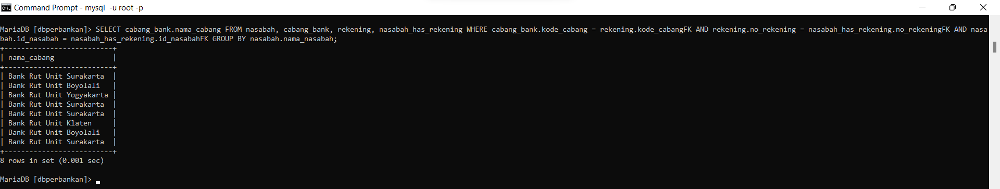 Command Prompt - mysql  -u root -p
MariaDB [dbperbankan]> SELECT cabang_bank.nama_cabang FROM nasabah, cabang_bank, rekening, nasabah_has_rekening WHERE cabang_bank.kode_cabang = rekening.kode_cabangFK AND rekening.no_rekening = nasabah_has_rekening.no_rekeningFK AND nasa
bah.id_nasabah = nasabah_has_rekening.id_nasabahFK GROUP BY nasabah.nama_nasabah;
+--------------------------+
| nama_cabang              |
+--------------------------+
| Bank Rut Unit Surakarta  |
| Bank Rut Unit Boyolali   |
| Bank Rut Unit Yogyakarta |
| Bank Rut Unit Surakarta  |
| Bank Rut Unit Surakarta  |
| Bank Rut Unit Klaten     |
| Bank Rut Unit Boyolali   |
| Bank Rut Unit Surakarta  |
+--------------------------+
8 rows in set (0.001 sec)
MariaDB [dbperbankan]>